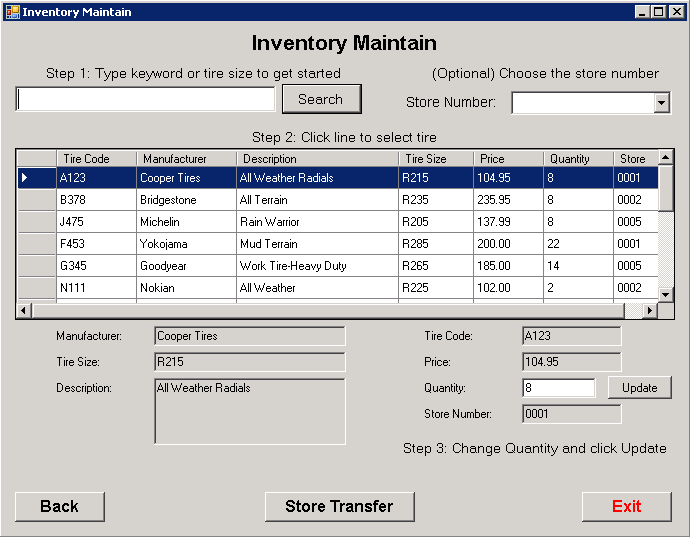 Inventory Maintain
Inventory Maintain
Step 1: Type keyword or tire size to get started
(Optional) Choose the store number
Search
Store Number:
Step 2: Click line to select tire
Tire Code Manufacturer Description Tire Size Price Quantity Store
A123 Cooper Tires All Weather Radials R215 104.95 8 0001
B378 Bridgestone All Terrain R235 235.95 8 0002
J475 Michelin Rain Warrior R205 137.99 8 0005
F453 Yokojama Mud Terrain R285 200.00 22 0001
G345 Goodyear Work Tire-Heavy Duty R265 185.00 14 0005
N111 Nokian All Weather R225 102.00 2 0002
Manufacturer: Cooper Tires Tire Code: A123
Tire Size: R215 Price: 104.95
Description: All Weather Radials Quantity: 8 Update
Store Number: 0001
Step 3: Change Quantity and click Update
Back Store Transfer Exit